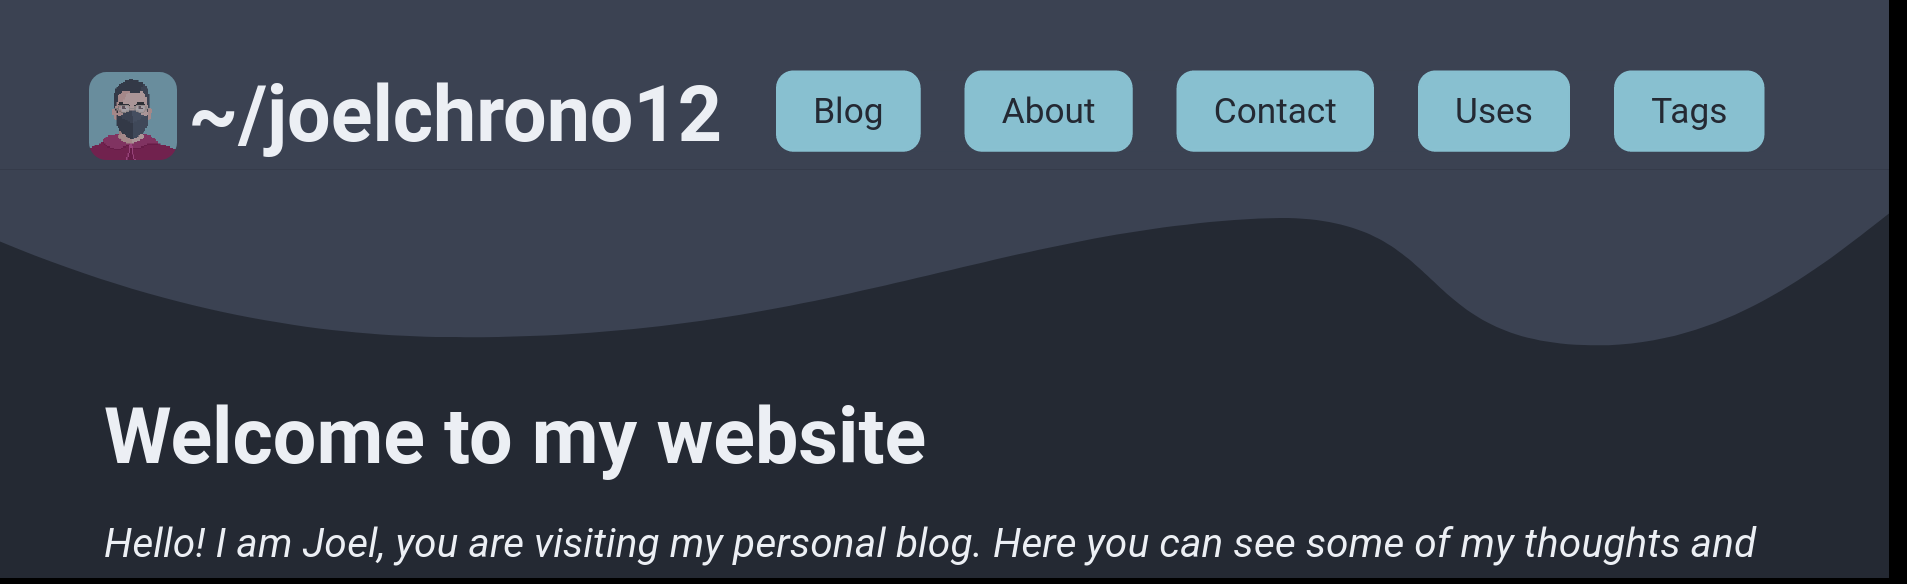 ~/joelchrono12 Blog About Contact Uses Tags
Welcome to my website
Hello! I am Joel, you are visiting my personal blog. Here you can see some of my thoughts and